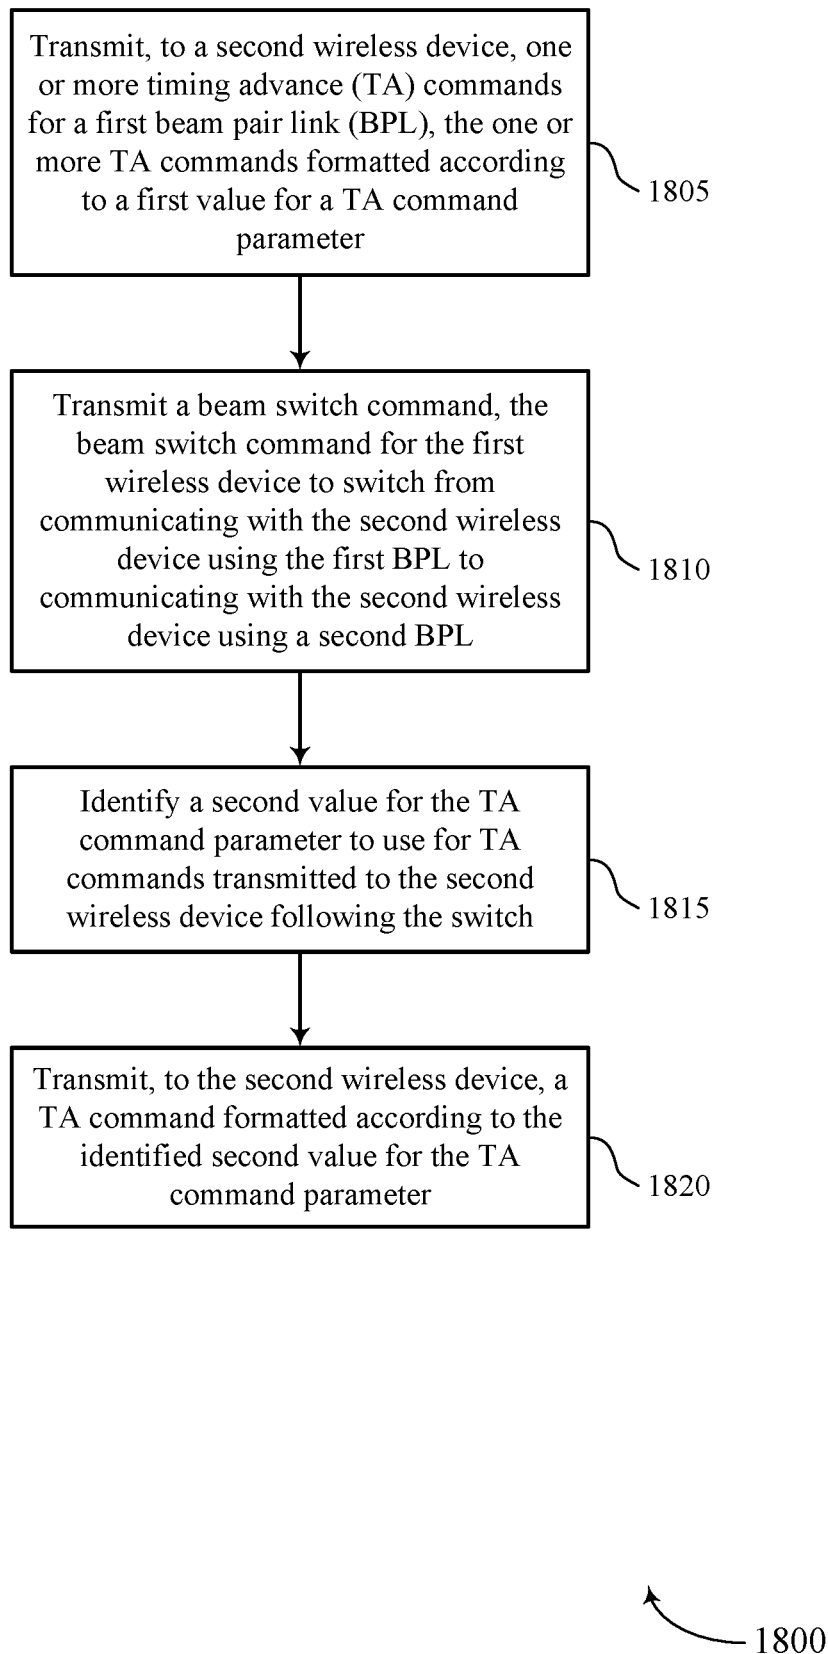 Transmit, to a second wireless device, one
or more timing advance (TA) commands
for a first beam pair link (BPL), the one or
more TA commands formatted according
to a first value for a TA command
parameter
1805
Transmit a beam switch command, the
beam switch command for the first
wireless device to switch from
communicating with the second wireless
device using the first BPL to
communicating with the second wireless
device using a second BPL
1810
Identify a second value for the TA
command parameter to use for TA
commands transmitted to the second
wireless device following the switch
1815
Transmit, to the second wireless device, a
TA command formatted according to the
identified second value for the TA
command parameter
1820
1800